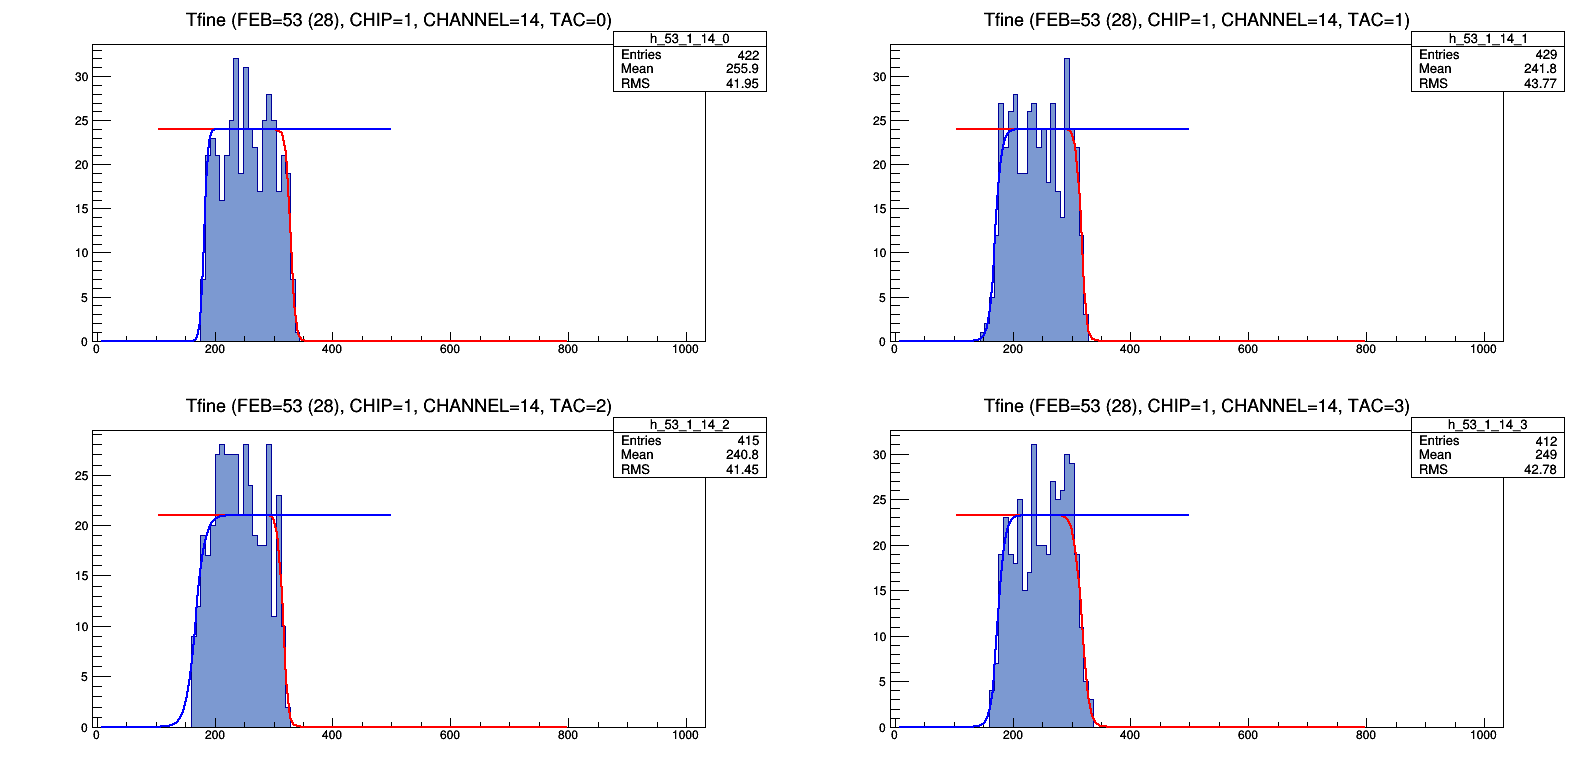 Tfine (FEB=53 (28), CHIP=1, CHANNEL=14, TAC=0)
h_53_1_14_0
Entries 422
Mean 255.9
RMS 41.95
30
25
20
15
10
5
0
0 200 400 600 800 1000
Tfine (FEB=53 (28), CHIP=1, CHANNEL=14, TAC=1)
h_53_1_14_1
Entries 429
Mean 241.8
RMS 43.77
30
25
20
15
10
5
0
0 200 400 600 800 1000
Tfine (FEB=53 (28), CHIP=1, CHANNEL=14, TAC=2)
h_53_1_14_2
Entries 415
Mean 240.8
RMS 41.45
25
20
15
10
5
0
0 200 400 600 800 1000
Tfine (FEB=53 (28), CHIP=1, CHANNEL=14, TAC=3)
h_53_1_14_3
Entries 412
Mean 249
RMS 42.78
30
25
20
15
10
5
0
0 200 400 600 800 1000